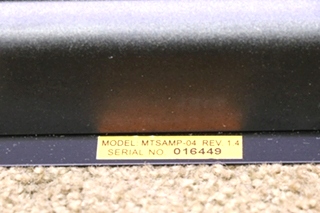 MODEL MTSAMP-04 REV 1.4
SERIAL NO 016449